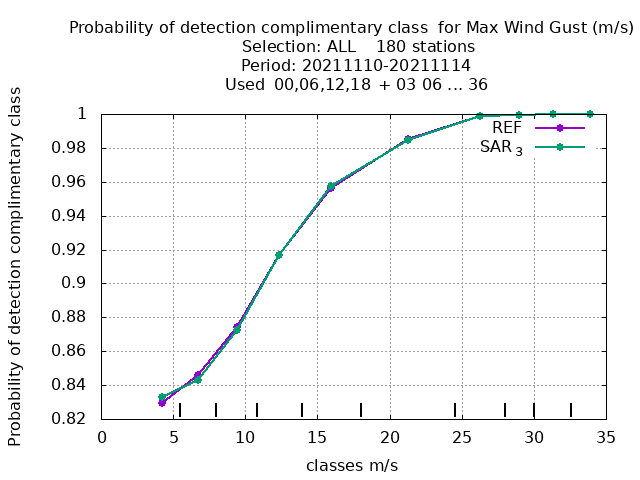 Probability of detection complimentary class  for Max Wind Gust (m/s)
Selection: ALL    180 stations
Period: 20211110-20211114
Used  00,06,12,18  + 03 06 ... 36
Probability of detection complimentary class
1
0.98
0.96
0.94
0.92
0.9
0.88
0.86
0.84
0.82
REF
SAR 3
0 5 10 15 20 25 30 35
classes m/s